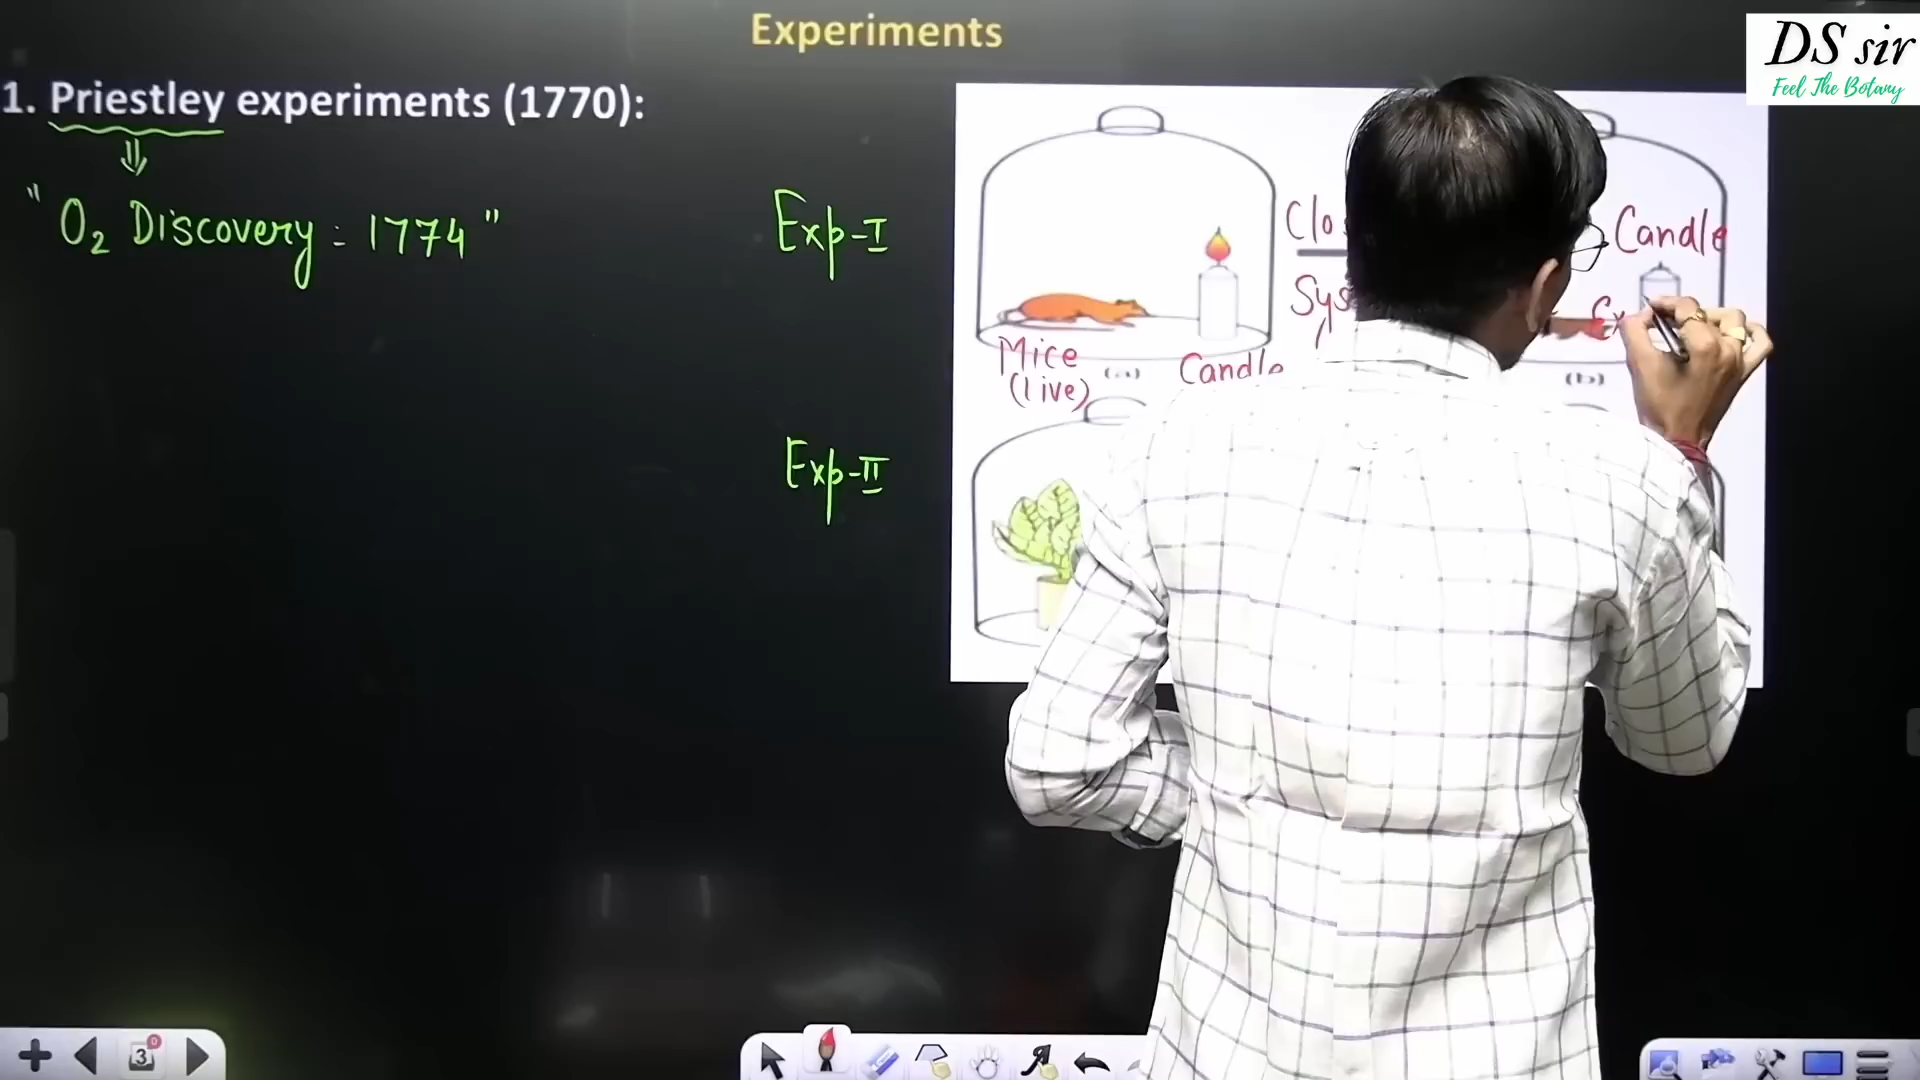 Experiments
DS sir
Feel The Botany
1. Priestley experiments (1770):
" O₂ Discovery : 1774 "
Exp-I
Mice
(live)
(a)
Candle
Candle
(b)
Exp-II
3
0